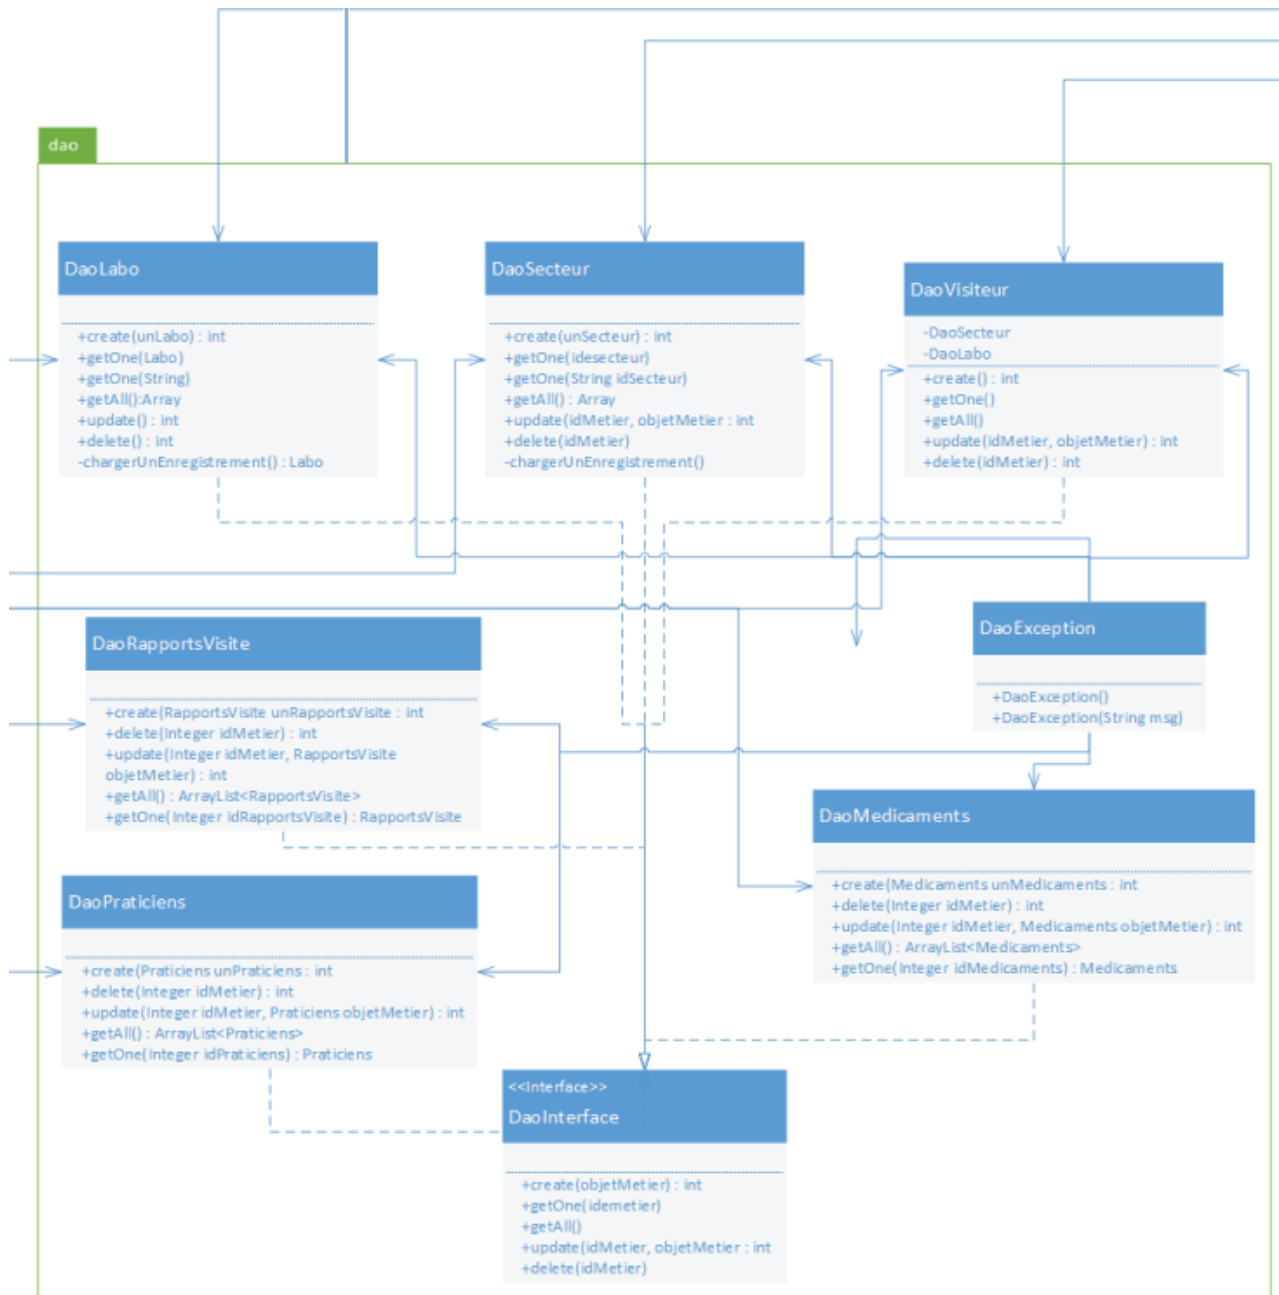 dao
DaoLabo
+create(unLabo) : int
+getOne(Labo)
+getOne(String)
+getAll():Array
+update() : int
+delete() : int
-chargerUnEnregistrement() : Labo
DaoSecteur
+create(unSecteur) : int
+getOne(idesecteur)
+getOne(String idSecteur)
+getAll() : Array
+update(idMetier, objetMetier : int
+delete(idMetier)
-chargerUnEnregistrement()
DaoVisiteur
-DaoSecteur
-DaoLabo
+create() : int
+getOne()
+getAll()
+update(idMetier, objetMetier) : int
+delete(idMetier) : int
DaoRapportsVisite
+create(RapportsVisite unRapportsVisite : int
+delete(Integer idMetier) : int
+update(Integer idMetier, RapportsVisite
objetMetier) : int
+getAll() : ArrayList<RapportsVisite>
+getOne(Integer idRapportsVisite) : RapportsVisite
DaoException
+DaoException()
+DaoException(String msg)
DaoMedicaments
+create(Medicaments unMedicaments : int
+delete(Integer idMetier) : int
+update(Integer idMetier, Medicaments objetMetier) : int
+getAll() : ArrayList<Medicaments>
+getOne(Integer idMedicaments) : Medicaments
DaoPraticiens
+create(Praticiens unPraticiens : int
+delete(Integer idMetier) : int
+update(Integer idMetier, Praticiens objetMetier) : int
+getAll() : ArrayList<Praticiens>
+getOne(Integer idPraticiens) : Praticiens
<<Interface>>
DaoInterface
+create(objetMetier) : int
+getOne(idemetier)
+getAll()
+update(idMetier, objetMetier : int
+delete(idMetier)